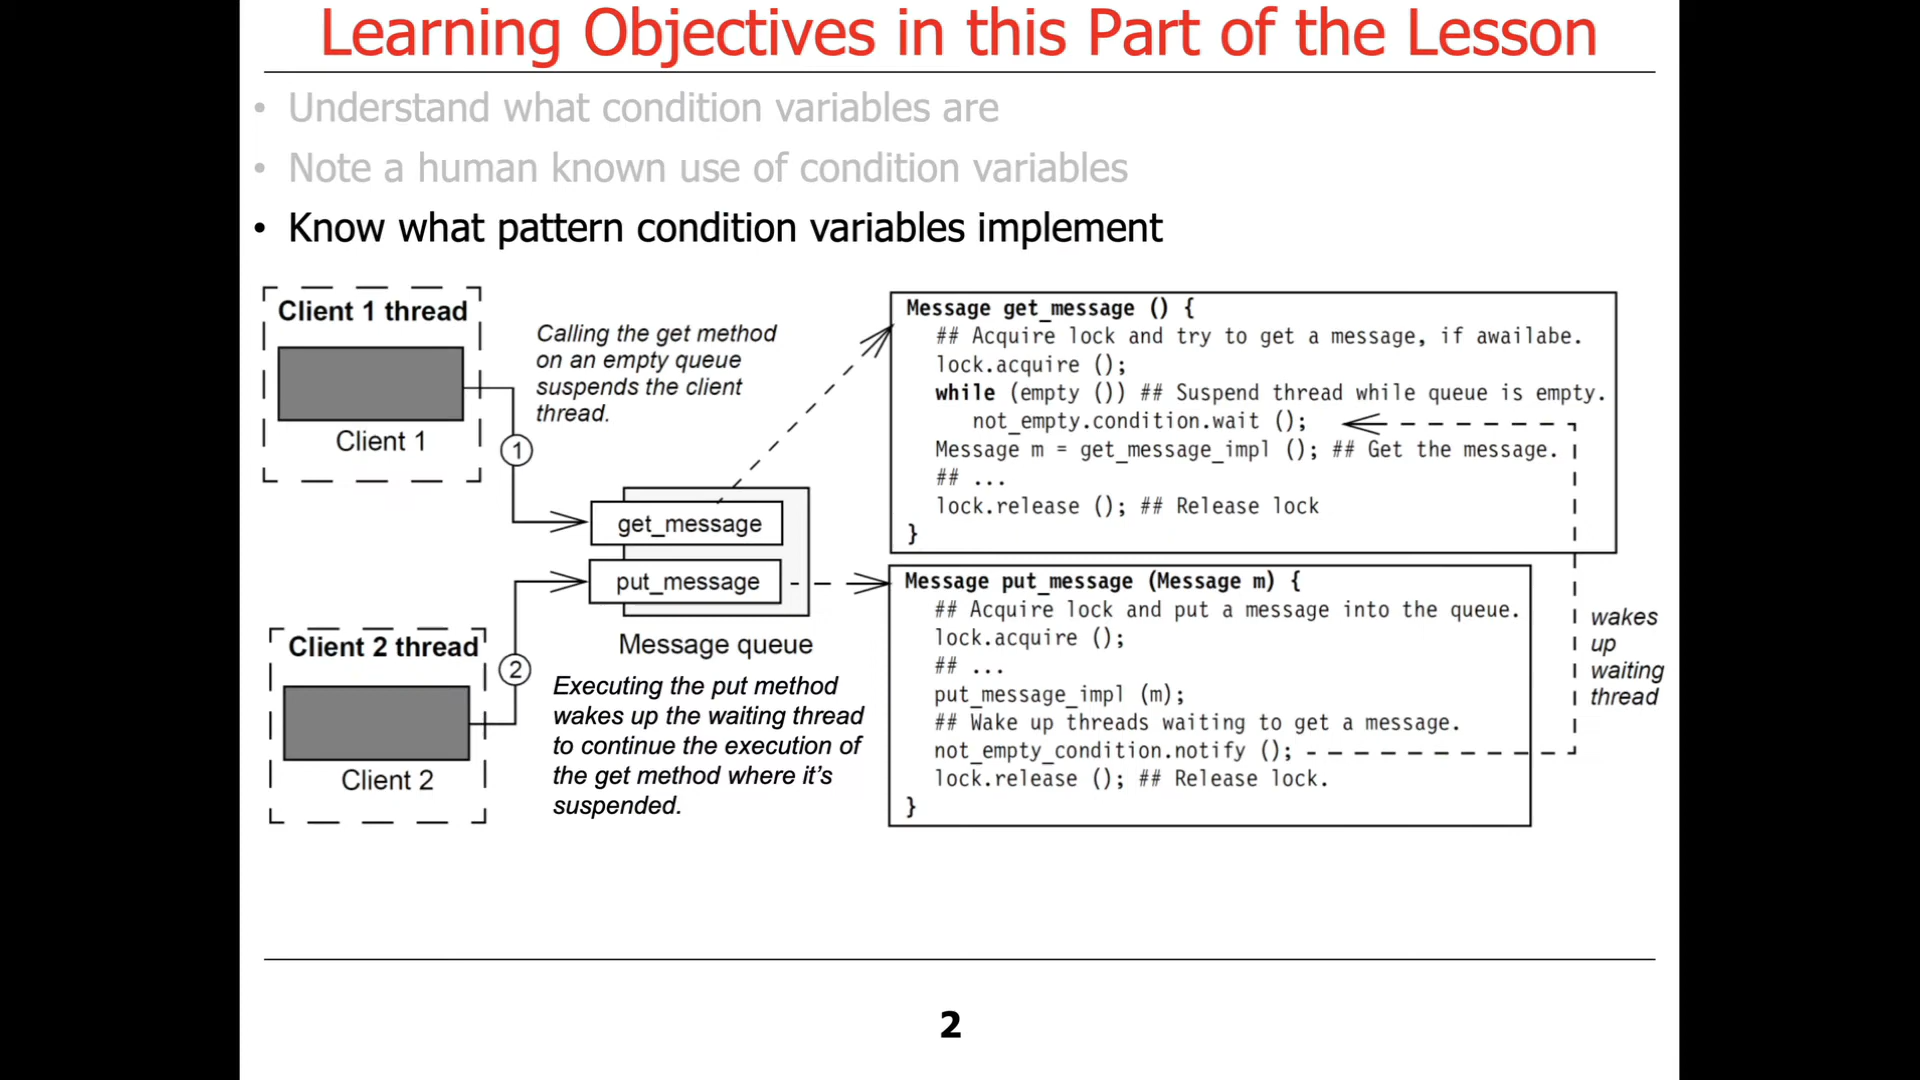 Learning Objectives in this Part of the Lesson
• Understand what condition variables are
• Note a human known use of condition variables
• Know what pattern condition variables implement
Client 1 thread
Client 1
Calling the get method
on an empty queue
suspends the client
thread.
1
get_message
put_message
Message queue
Client 2 thread
Client 2
2
Executing the put method
wakes up the waiting thread
to continue the execution of
the get method where it's
suspended.
Message get_message () {
## Acquire lock and try to get a message, if awailabe.
lock.acquire ();
while (empty ()) ## Suspend thread while queue is empty.
not_empty.condition.wait ();
Message m = get_message_impl (); ## Get the message.
## ...
lock.release (); ## Release lock
}
Message put_message (Message m) {
## Acquire lock and put a message into the queue.
lock.acquire ();
## ...
put_message_impl (m);
## Wake up threads waiting to get a message.
not_empty_condition.notify ();
lock.release (); ## Release lock.
}
wakes
up
waiting
thread
2